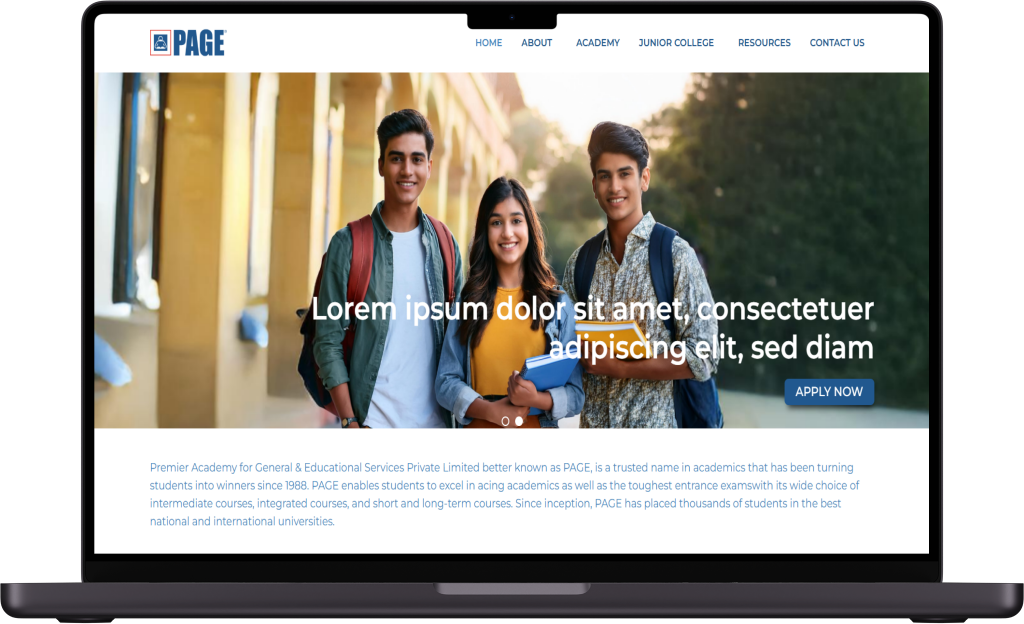 PAGE
HOME ABOUT ACADEMY JUNIOR COLLEGE RESOURCES CONTACT US
Lorem ipsum dolor sit amet, consectetuer
adipiscing elit, sed diam
APPLY NOW
Premier Academy for General & Educational Services Private Limited better known as PAGE, is a trusted name in academics that has been turning
students into winners since 1988. PAGE enables students to excel in acing academics as well as the toughest entrance examswith its wide choice of
intermediate courses, integrated courses, and short and long-term courses. Since inception, PAGE has placed thousands of students in the best
national and international universities.